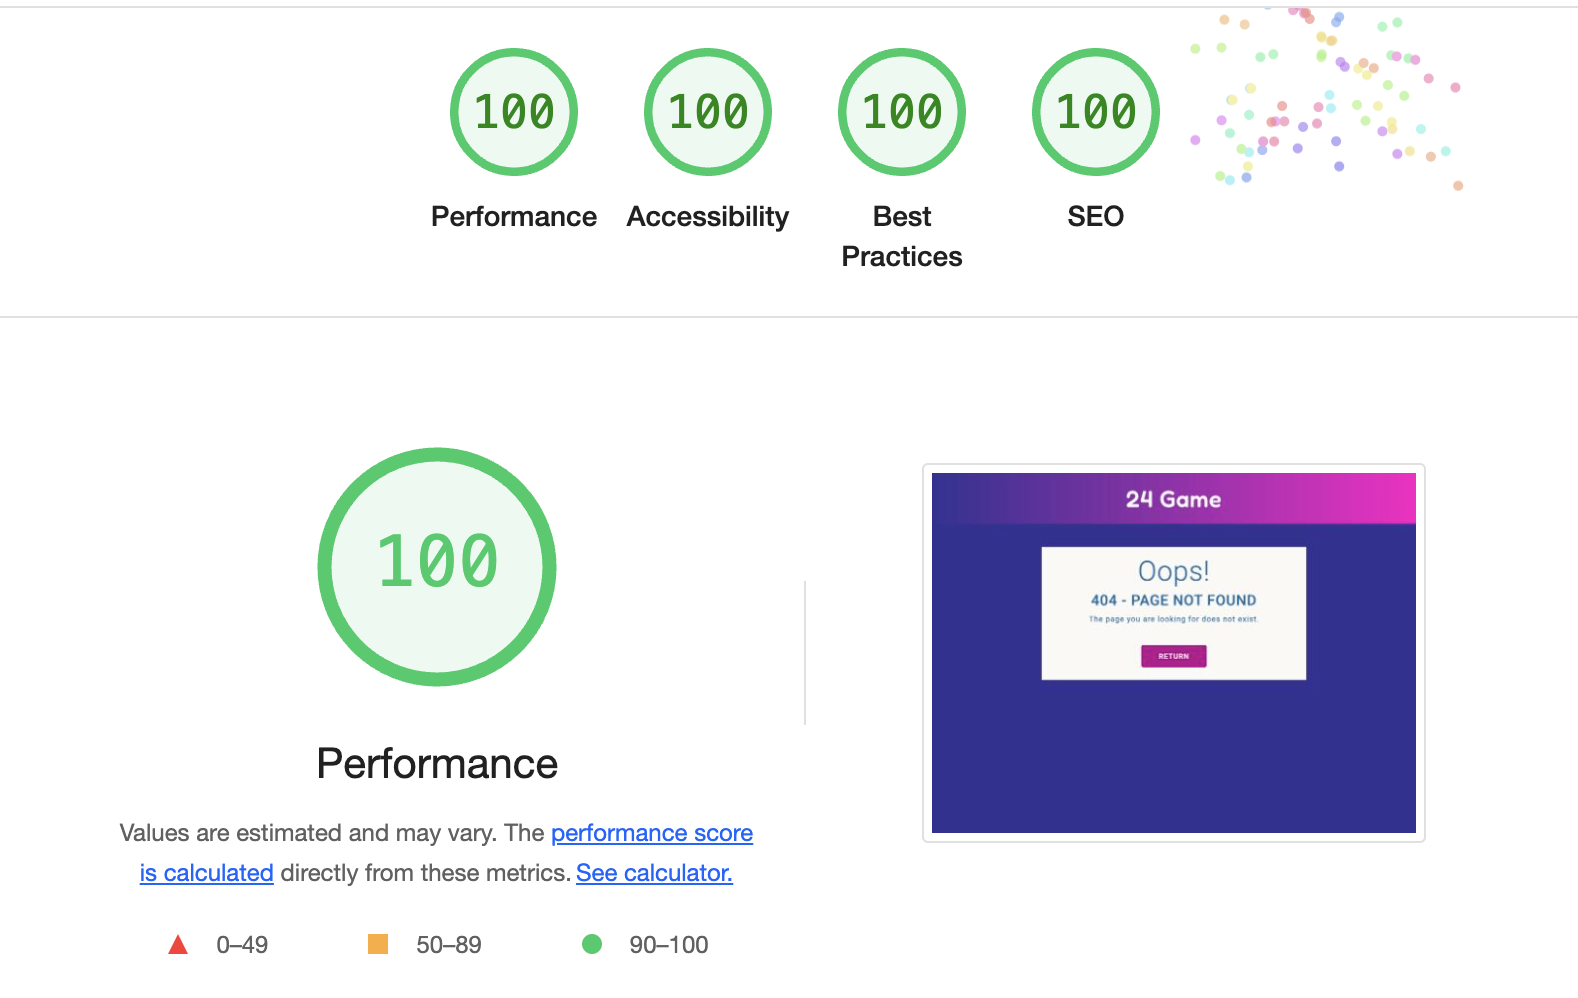 100
100
100
100
Performance
Accessibility
Best
Practices
SEO
100
Performance
Values are estimated and may vary. The performance score
is calculated directly from these metrics. See calculator.
0–49
50–89
90–100
24 Game
Oops!
404 - PAGE NOT FOUND
The page you are looking for does not exist.
RETURN